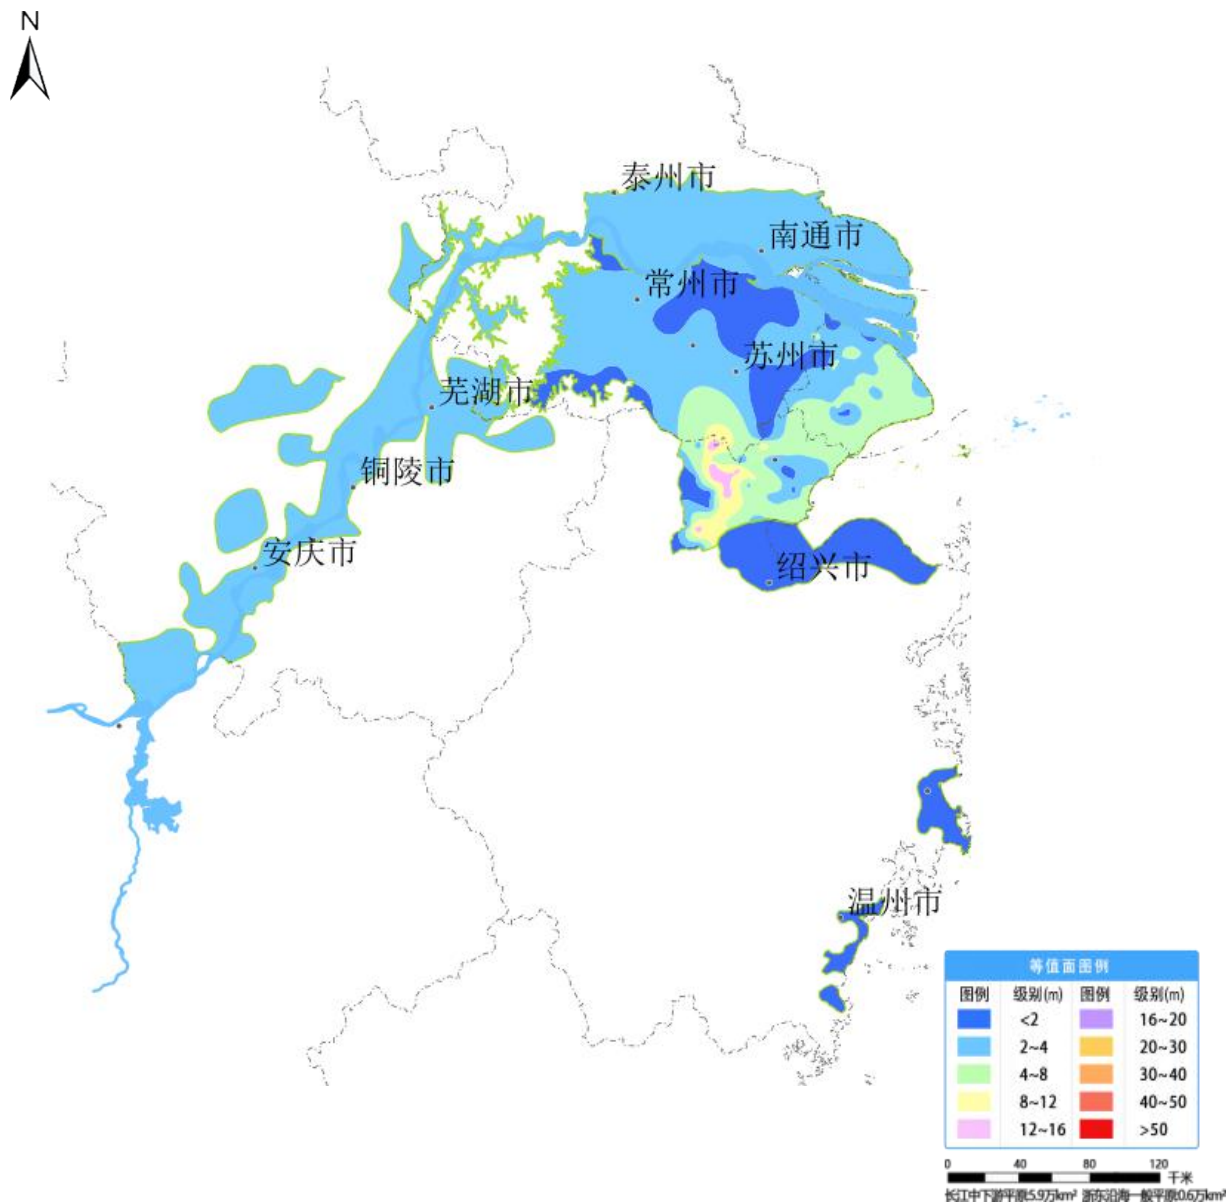 N
泰州市
南通市
常州市
苏州市
芜湖市
铜陵市
安庆市
绍兴市
温州市
等值面图例
图例 级别(m) 图例 级别(m)
<2 16~20
2~4 20~30
4~8 30~40
8~12 40~50
12~16 >50
0 40 80 120
千米
长江中下游平原:5.9万km² 浙东沿海一般平原:0.6万km²